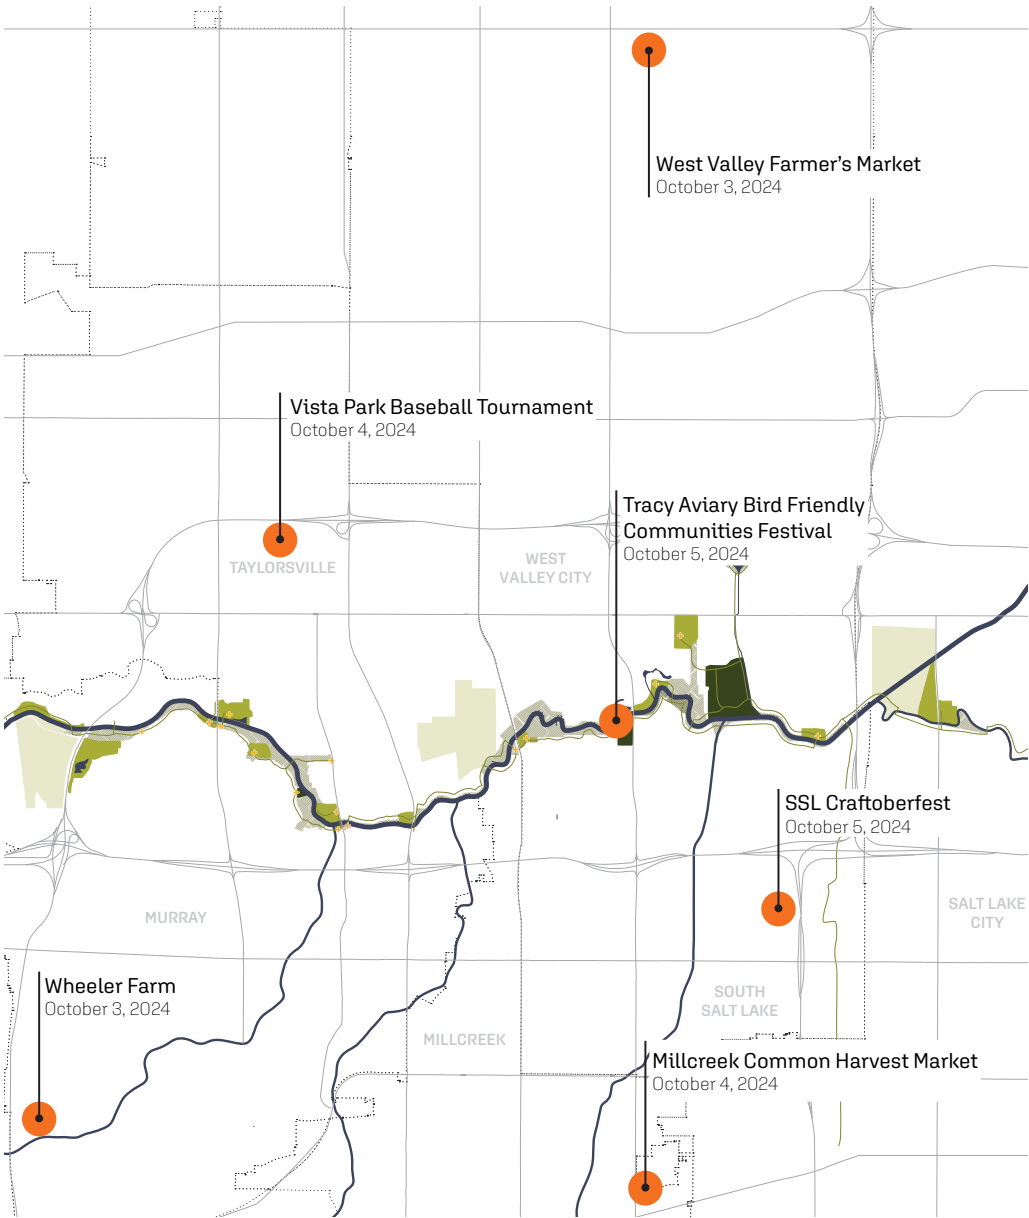 West Valley Farmer's Market
October 3, 2024
Vista Park Baseball Tournament
October 4, 2024
Tracy Aviary Bird Friendly
Communities Festival
October 5, 2024
TAYLORSVILLE
WEST
VALLEY CITY
SSL Craftoberfest
October 5, 2024
MURRAY
SALT LAKE
CITY
Wheeler Farm
October 3, 2024
SOUTH
SALT LAKE
MILLCREEK
Millcreek Common Harvest Market
October 4, 2024